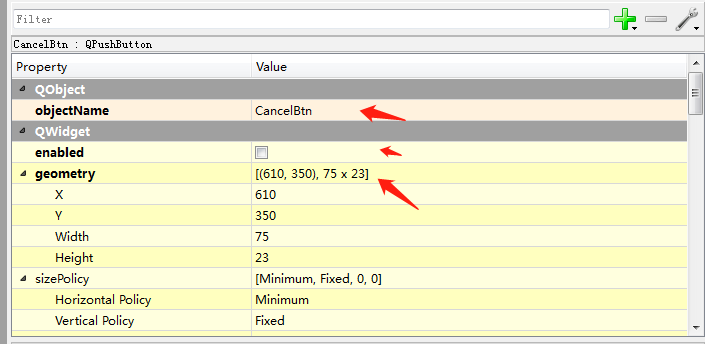 Filter
CancelBtn : QPushButton
Property Value
QObject
objectName CancelBtn
QWidget
enabled
geometry [(610, 350), 75 x 23]
X 610
Y 350
Width 75
Height 23
sizePolicy [Minimum, Fixed, 0, 0]
Horizontal Policy Minimum
Vertical Policy Fixed